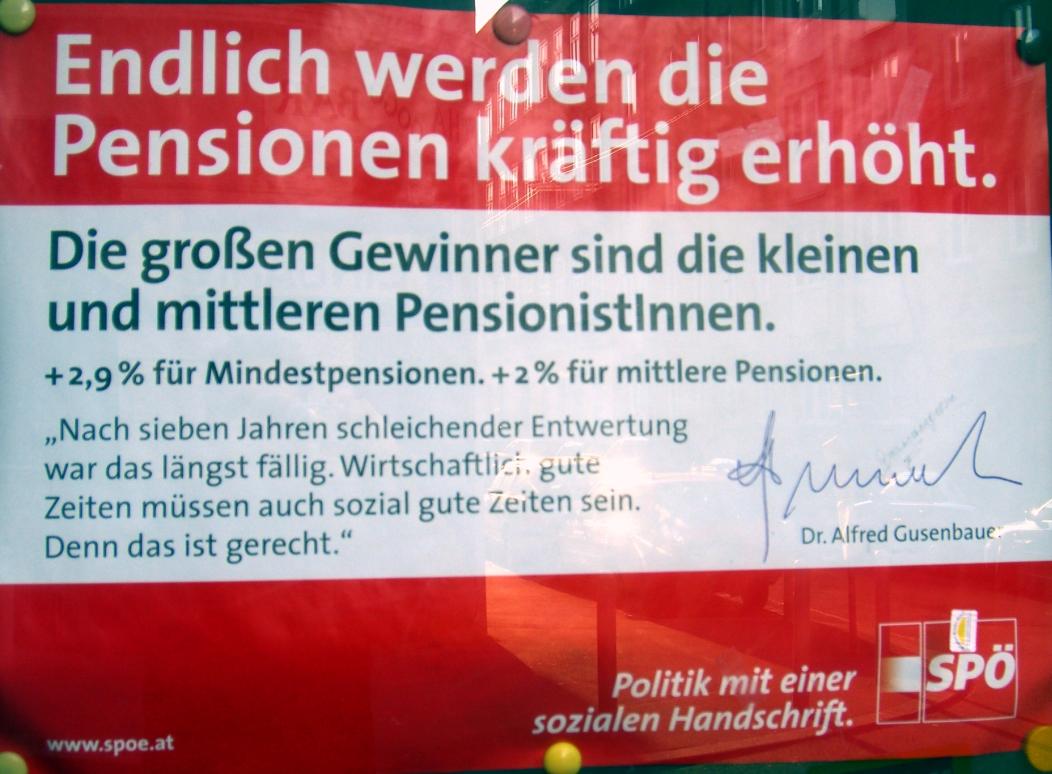 Endlich werden die
Pensionen kräftig erhöht.
Die großen Gewinner sind die kleinen
und mittleren PensionistInnen.
+2,9% für Mindestpensionen. +2% für mittlere Pensionen.
„Nach sieben Jahren schleichender Entwertung
war das längst fällig. Wirtschaftlich gute
Zeiten müssen auch sozial gute Zeiten sein.
Denn das ist gerecht.“
Dr. Alfred Gusenbauer
Politik mit einer
sozialen Handschrift.
SPÖ
www.spoe.at